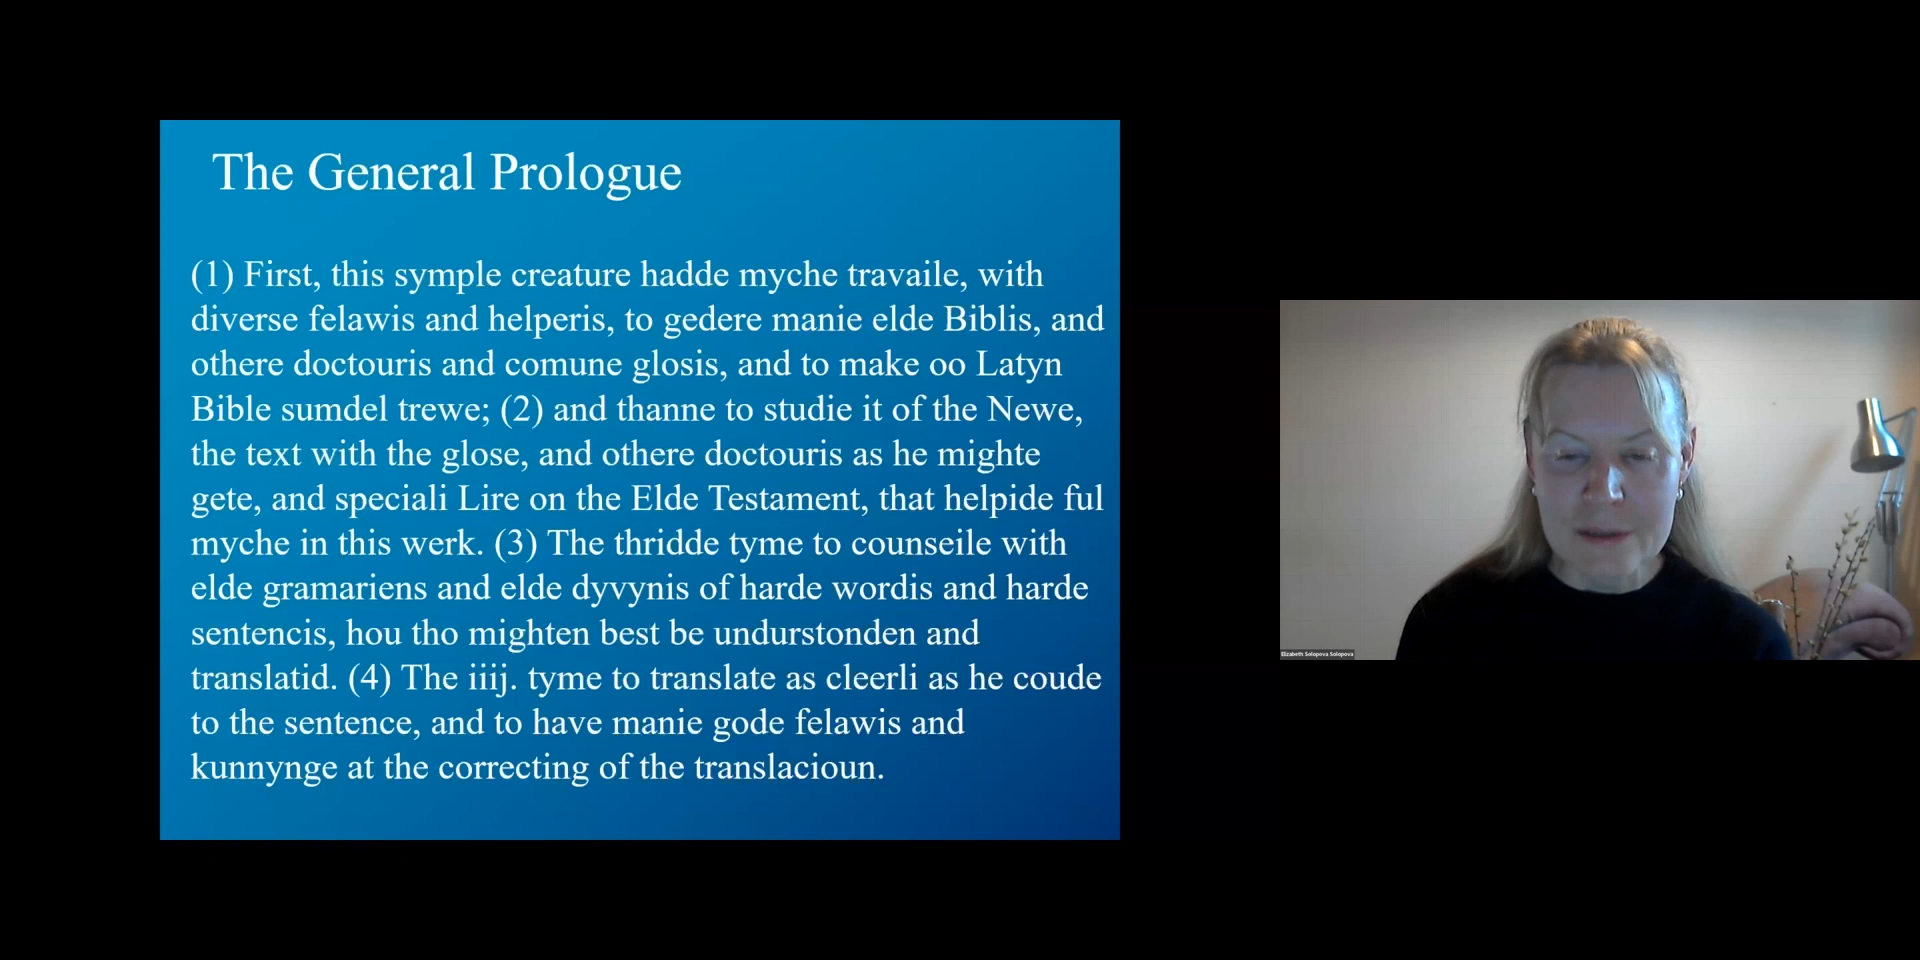 The General Prologue
(1) First, this symple creature hadde myche travaile, with
diverse felawis and helperis, to gedere manie elde Biblis, and
othere doctouris and comune glosis, and to make oo Latyn
Bible sumdel trewe; (2) and thanne to studie it of the Newe,
the text with the glose, and othere doctouris as he mighte
gete, and speciali Lire on the Elde Testament, that helpide ful
myche in this werk. (3) The thridde tyme to counseile with
elde gramariens and elde dyvynis of harde wordis and harde
sentencis, hou tho mighten best be undurstonden and
translatid. (4) The iiij. tyme to translate as cleerli as he coude
to the sentence, and to have manie gode felawis and
kunnynge at the correcting of the translacioun.
Elizabeth Solopova Solopova